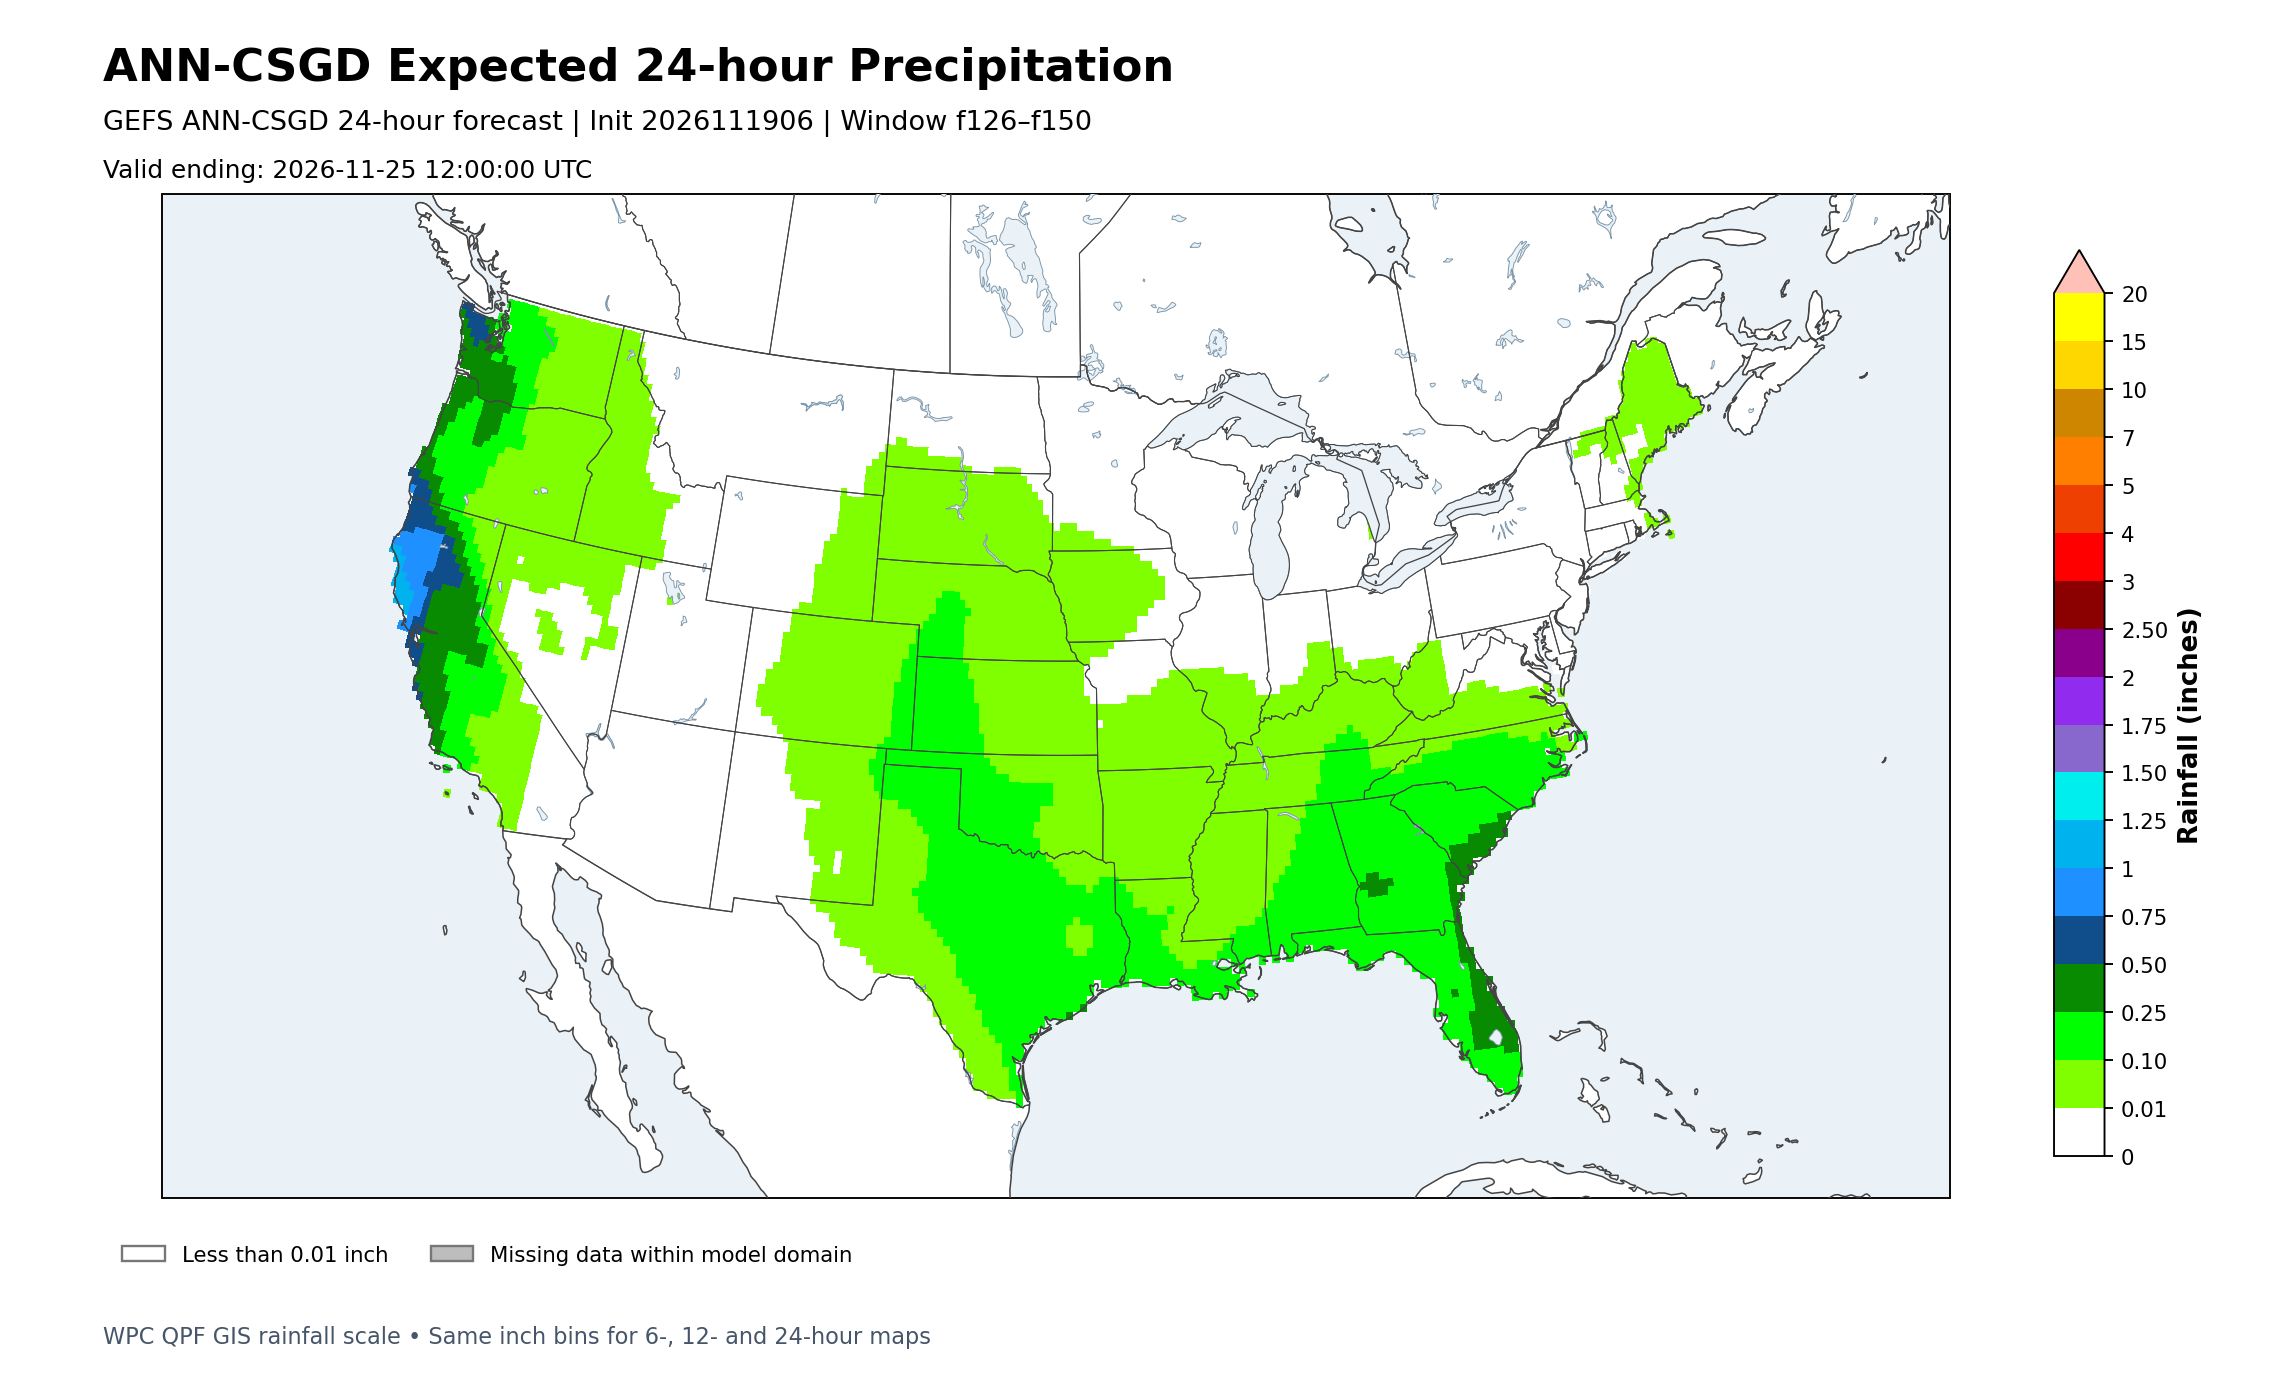 ANN-CSGD Expected 24-hour Precipitation
GEFS ANN-CSGD 24-hour forecast | Init 2026111906 | Window f126–f150
Valid ending: 2026-11-25 12:00:00 UTC
20
15
10
7
5
4
3
2.50
2
1.75
1.50
1.25
1
0.75
0.50
0.25
0.10
0.01
0
Rainfall (inches)
Less than 0.01 inch
Missing data within model domain
WPC QPF GIS rainfall scale • Same inch bins for 6-, 12- and 24-hour maps